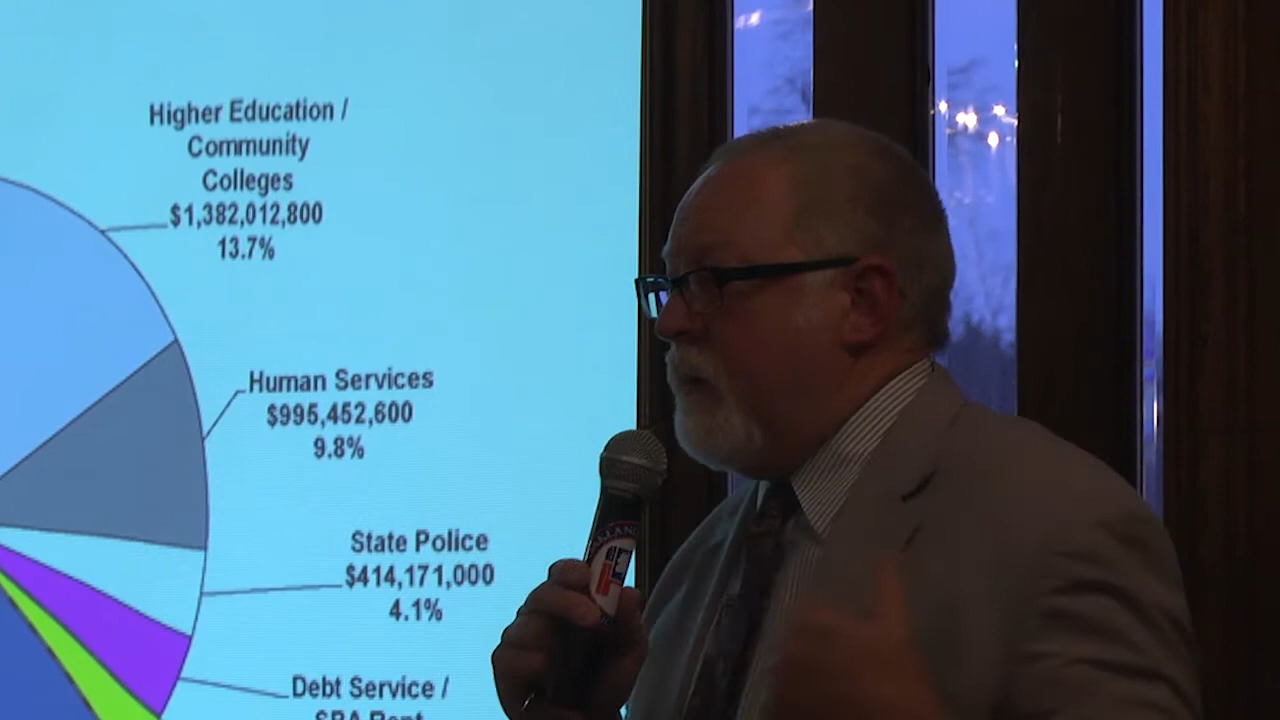 Higher Education /
Community
Colleges
$1,382,012,800
13.7%
Human Services
$995,452,600
9.8%
State Police
$414,171,000
4.1%
Debt Service /